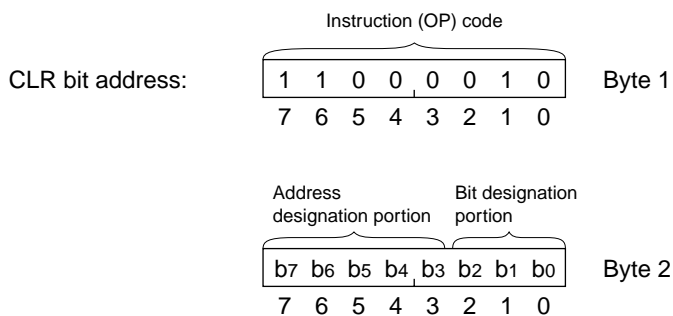 Instruction (OP) code
CLR bit address: 1 1 0 0 0 0 1 0 Byte 1
7 6 5 4 3 2 1 0
Address designation portion
Bit designation portion
b7 b6 b5 b4 b3 b2 b1 b0 Byte 2
7 6 5 4 3 2 1 0